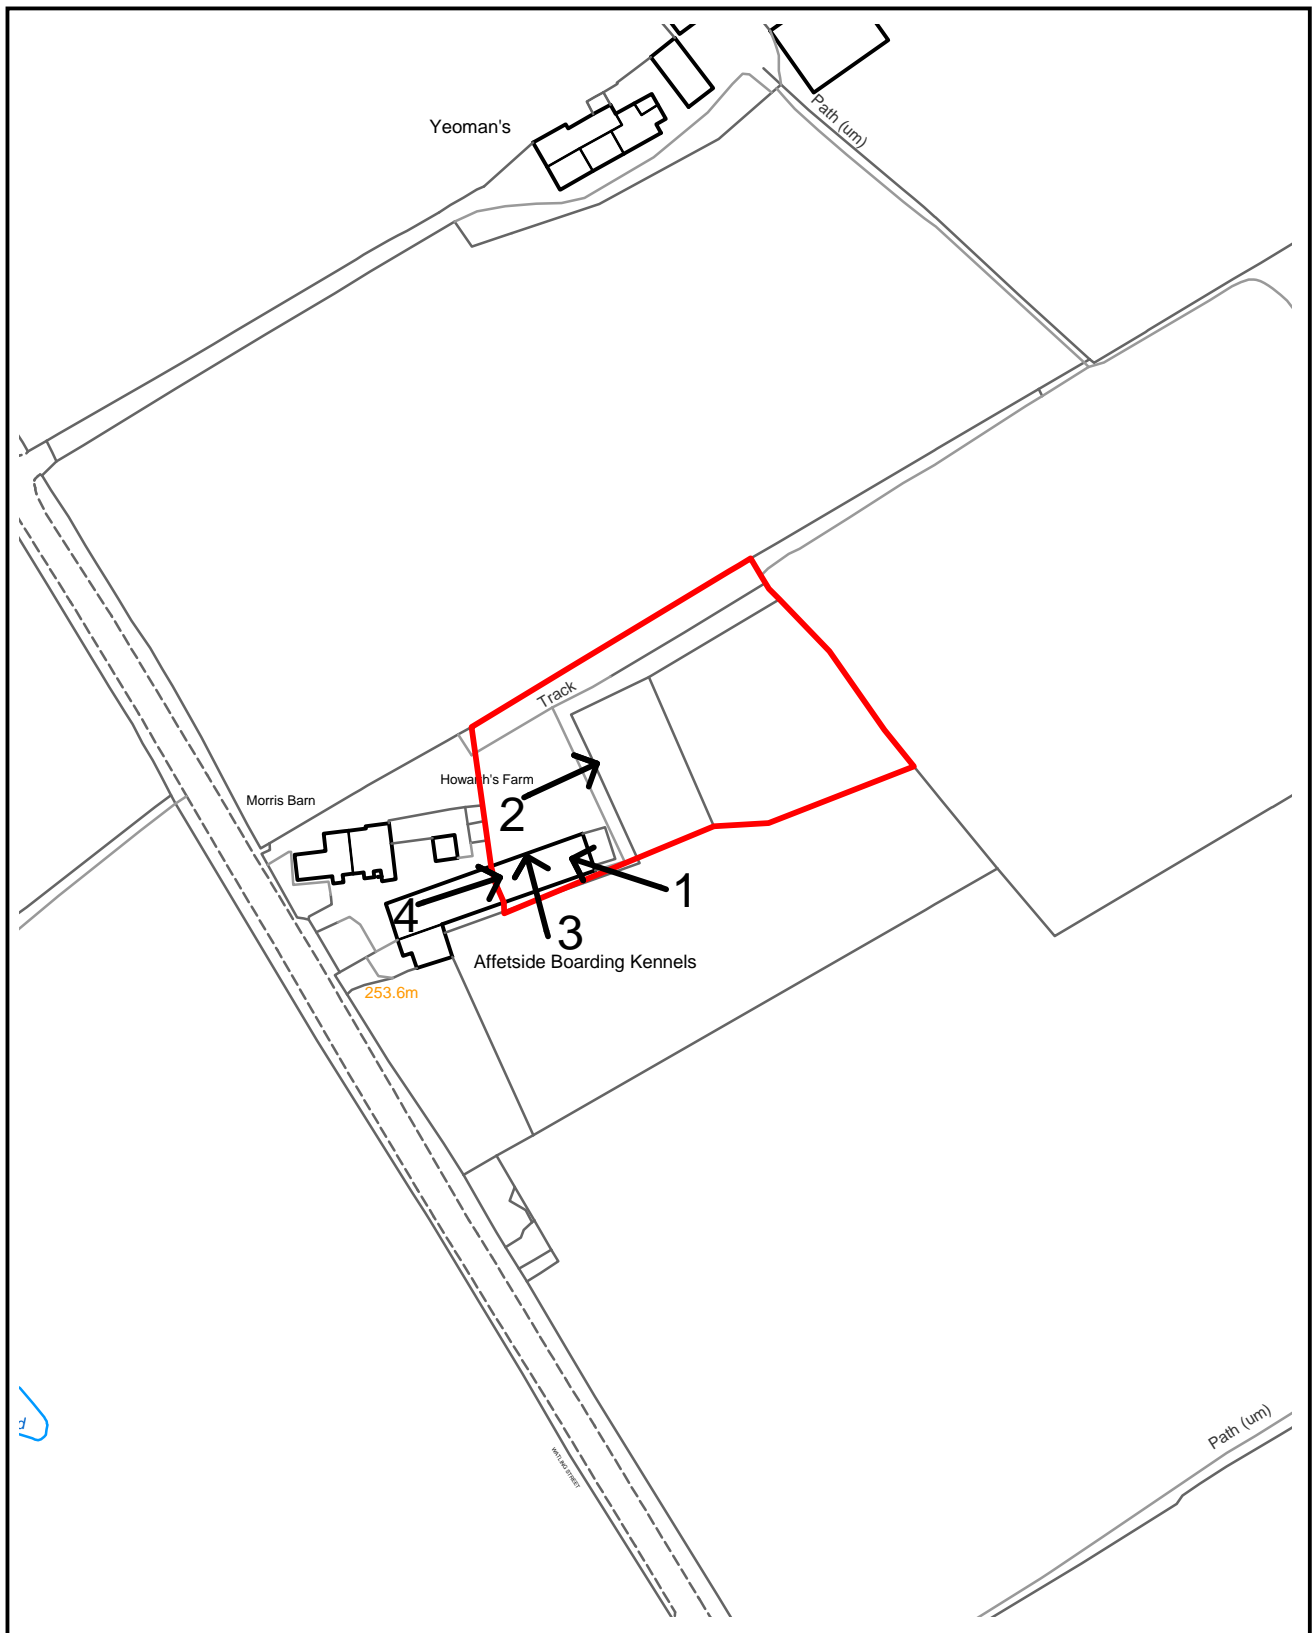 Path (um)
Yeoman's
Track
Howarth's Farm
Morris Barn
2
1
4
3
Affetside Boarding Kennels
253.6m
d
Path (um)
WATLING STREET